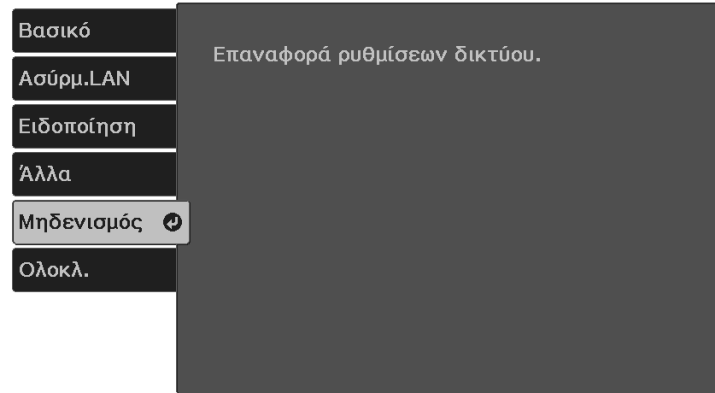 Βασικό
Ασύρμ.LAN
Ειδοποίηση
Άλλα
Μηδενισμός
Ολοκλ.
Επαναφορά ρυθμίσεων δικτύου.